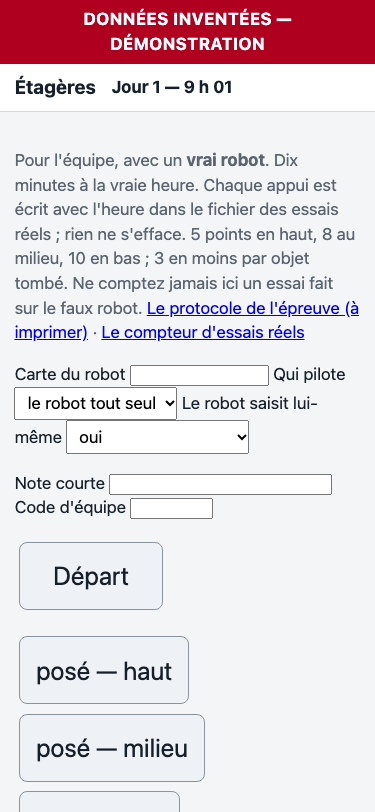 DONNÉES INVENTÉES —
DÉMONSTRATION
Étagères Jour 1 — 9 h 01
Pour l'équipe, avec un vrai robot. Dix
minutes à la vraie heure. Chaque appui est
écrit avec l'heure dans le fichier des essais
réels ; rien ne s'efface. 5 points en haut, 8 au
milieu, 10 en bas ; 3 en moins par objet
tombé. Ne comptez jamais ici un essai fait
sur le faux robot. Le protocole de l'épreuve (à
imprimer) · Le compteur d'essais réels
Carte du robot Qui pilote
le robot tout seul Le robot saisit lui-
même oui
Note courte
Code d'équipe
Départ
posé — haut
posé — milieu